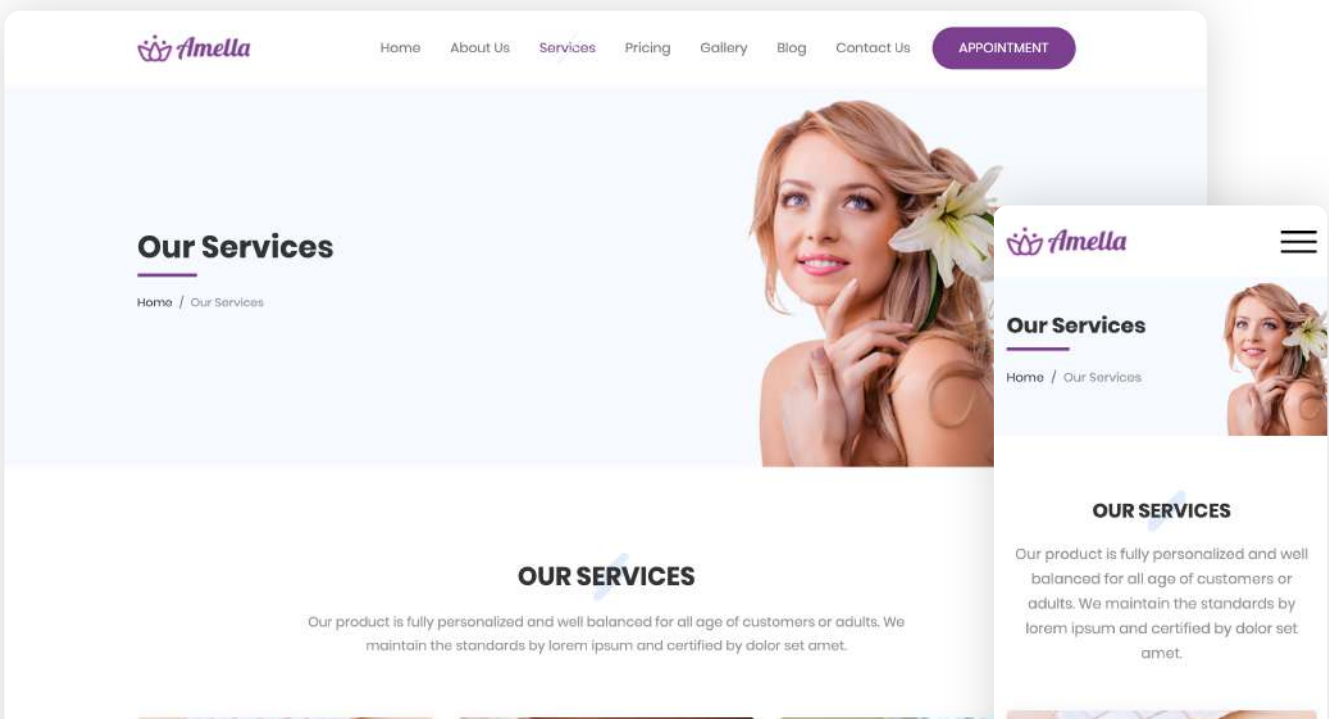 Amella
Home About Us Services Pricing Gallery Blog Contact Us APPOINTMENT
Our Services
Home / Our Services
OUR SERVICES
Our product is fully personalized and well balanced for all age of customers or adults. We
maintain the standards by lorem ipsum and certified by dolor set amet.
Amella
Our Services
Home / Our Services
OUR SERVICES
Our product is fully personalized and well
balanced for all age of customers or
adults. We maintain the standards by
lorem ipsum and certified by dolor set
amet.